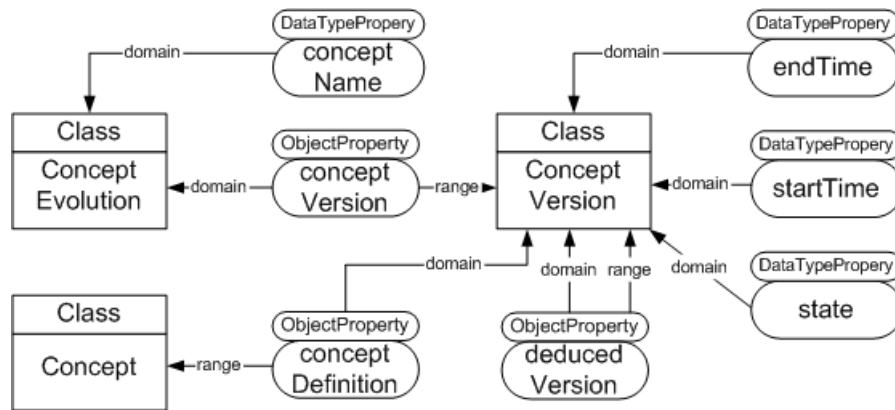 DataTypePropery
concept
Name
domain
DataTypePropery
endTime
domain
Class
Concept
Evolution
ObjectProperty
concept
Version
domain
range
Class
Concept
Version
DataTypePropery
startTime
domain
DataTypePropery
state
domain
domain
domain
range
Class
Concept
ObjectProperty
concept
Definition
range
ObjectProperty
deduced
Version